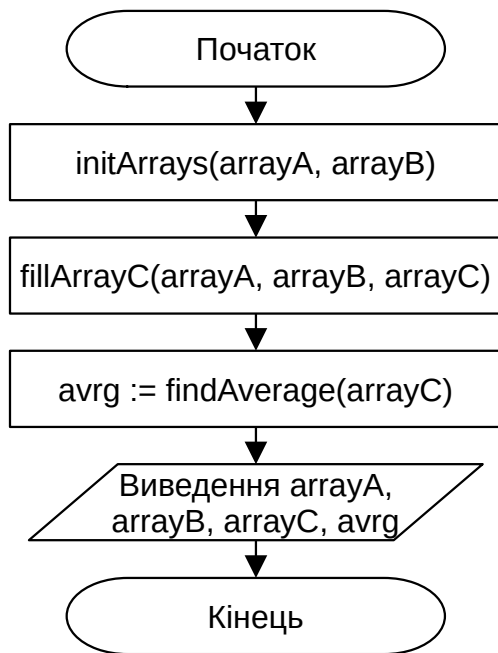 Початок
initArrays(arrayA, arrayB)
fillArrayC(arrayA, arrayB, arrayC)
avrg := findAverage(arrayC)
Виведення arrayA,
arrayB, arrayC, avrg
Кінець